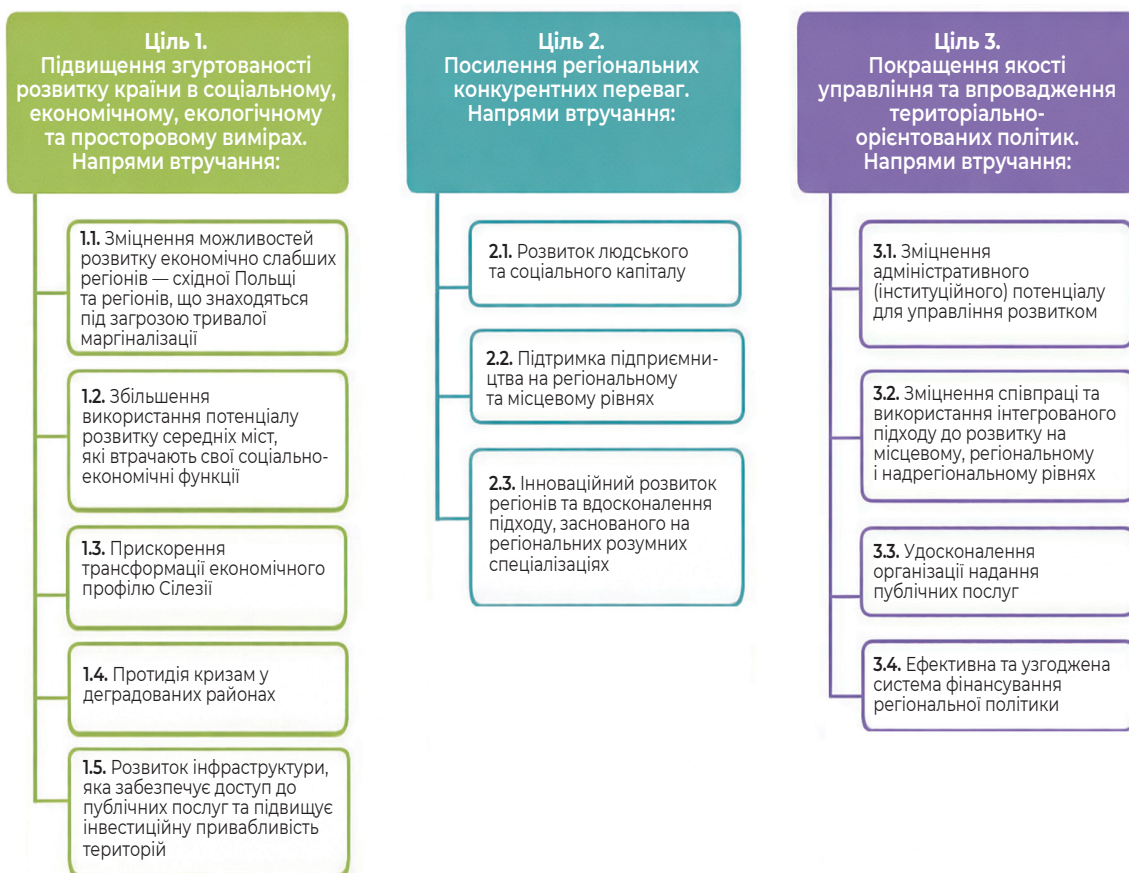 Ціль 1.
Підвищення згуртованості
розвитку країни в соціальному,
економічному, екологічному
та просторовому вимірах.
Напрями втручання:
1.1. Зміцнення можливостей
розвитку економічно слабших
регіонів — східної Польщі
та регіонів, що знаходяться
під загрозою тривалої
маргіналізації
1.2. Збільшення
використання потенціалу
розвитку середніх міст,
які втрачають свої соціально-
економічні функції
1.3. Прискорення
трансформації економічного
профілю Сілезії
1.4. Протидія кризам у
деградованих районах
1.5. Розвиток інфраструктури,
яка забезпечує доступ до
публічних послуг та підвищує
інвестиційну привабливість
територій
Ціль 2.
Посилення регіональних
конкурентних переваг.
Напрями втручання:
2.1. Розвиток людського
та соціального капіталу
2.2. Підтримка підприємни-
цтва на регіональному
та місцевому рівнях
2.3. Інноваційний розвиток
регіонів та вдосконалення
підходу, заснованого на
регіональних розумних
спеціалізаціях
Ціль 3.
Покращення якості
управління та впровадження
територіально-
орієнтованих політик.
Напрями втручання:
3.1. Зміцнення
адміністративного
(інституційного) потенціалу
для управління розвитком
3.2. Зміцнення співпраці та
використання інтегрованого
підходу до розвитку на
місцевому, регіональному
і надрегіональному рівнях
3.3. Удосконалення
організації надання
публічних послуг
3.4. Ефективна та узгоджена
система фінансування
регіональної політики